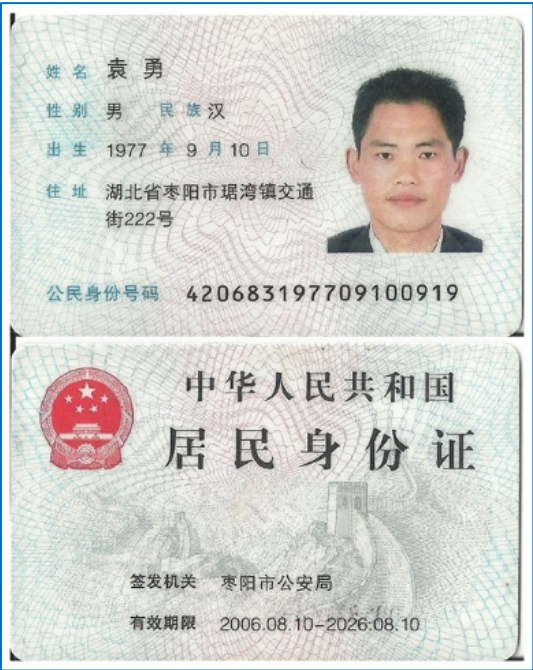 姓名 袁勇
性别 男 民族 汉
出生 1977 年 9 月 10 日
住址 湖北省枣阳市琚湾镇交通
街222号
公民身份号码 420683197709100919
中华人民共和国
居民身份证
签发机关 枣阳市公安局
有效期限 2006.08.10-2026.08.10